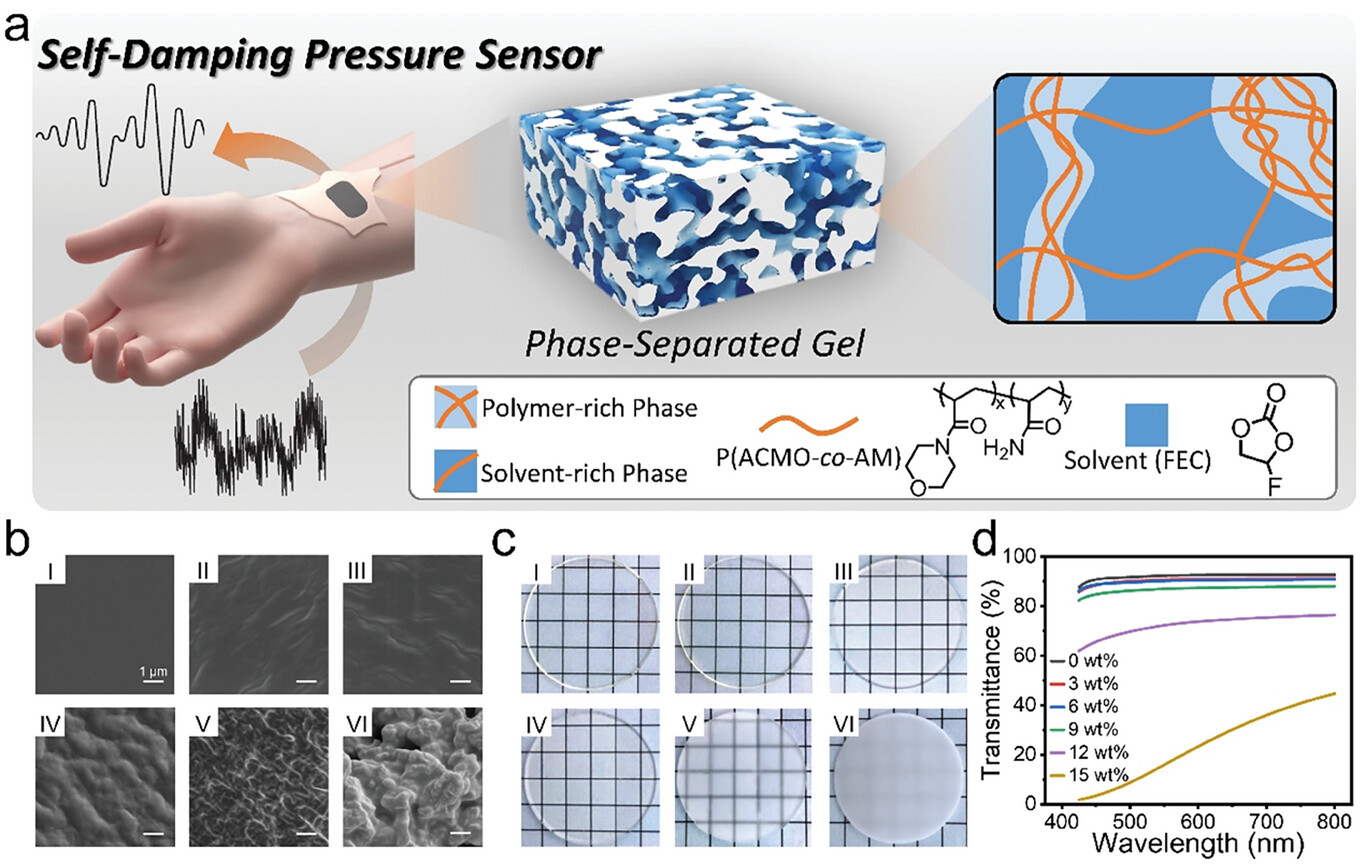 a
Self-Damping Pressure Sensor
Phase-Separated Gel
Polymer-rich Phase
Solvent-rich Phase
P(ACMO-co-AM)
x
y
N
O
O
H₂N
O
Solvent (FEC)
O
O
O
F
b
I
II
III
1 μm
IV
V
VI
c
I
II
III
IV
V
VI
d
100
80
60
40
20
0
Transmittance (%)
0 wt%
3 wt%
6 wt%
9 wt%
12 wt%
15 wt%
400
500
600
700
800
Wavelength (nm)